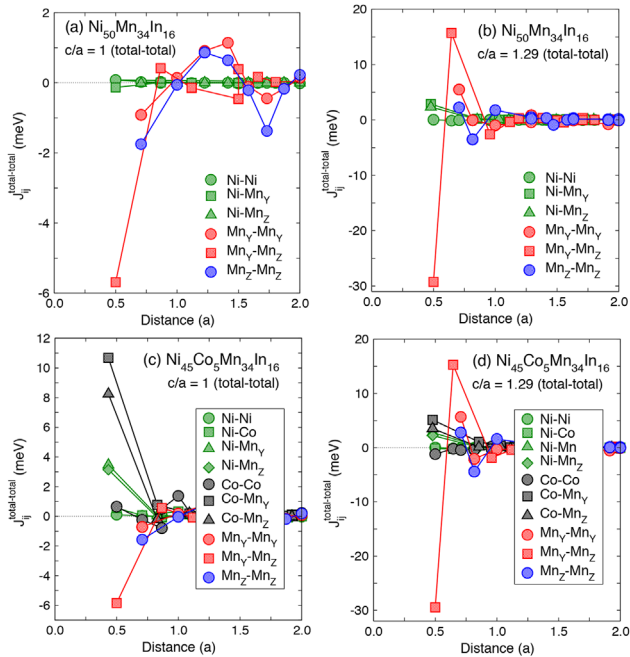 (a) Ni50Mn34In16
c/a = 1 (total-total)
2
0
-2
-4
-6
J_ij^total-total (meV)
Ni-Ni
Ni-MnY
Ni-MnZ
MnY-MnY
MnY-MnZ
MnZ-MnZ
0.0 0.5 1.0 1.5 2.0
Distance (a)
(b) Ni50Mn34In16
c/a = 1.29 (total-total)
20
10
0
-10
-20
-30
J_ij^total-total (meV)
Ni-Ni
Ni-MnY
Ni-MnZ
MnY-MnY
MnY-MnZ
MnZ-MnZ
0.0 0.5 1.0 1.5 2.0
Distance (a)
(c) Ni45Co5Mn34In16
c/a = 1 (total-total)
12
10
8
6
4
2
0
-2
-4
-6
J_ij^total-total (meV)
Ni-Ni
Ni-Co
Ni-MnY
Ni-MnZ
Co-Co
Co-MnY
Co-MnZ
MnY-MnY
MnY-MnZ
MnZ-MnZ
0.0 0.5 1.0 1.5 2.0
Distance (a)
(d) Ni45Co5Mn34In16
c/a = 1.29 (total-total)
20
10
0
-10
-20
-30
J_ij^total-total (meV)
Ni-Ni
Ni-Co
Ni-Mn
Ni-MnZ
Co-Co
Co-MnY
Co-MnZ
MnY-MnY
MnY-MnZ
MnZ-MnZ
0.0 0.5 1.0 1.5 2.0
Distance (a)